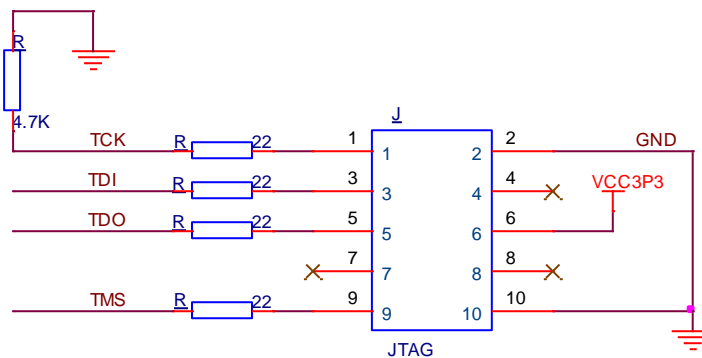 R
4.7K
J
TCK R 22 1 1 2 2 GND
TDI R 22 3 3 4 4 VCC3P3
TDO R 22 5 5 6 6
7 7 8 8
TMS R 22 9 9 10 10
JTAG